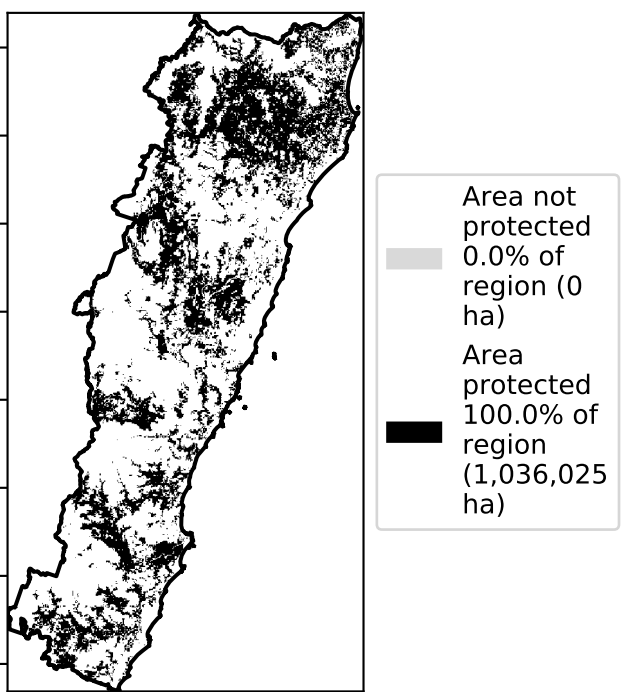 Area not
protected
0.0% of
region (0
ha)
Area
protected
100.0% of
region
(1,036,025
ha)